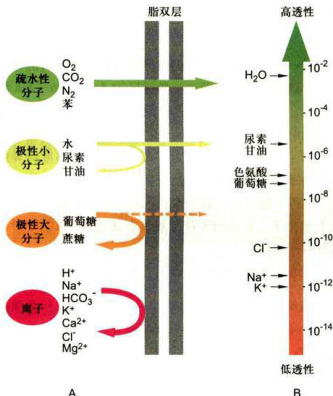 脂双层
高透性
疏水性
分子
O₂
CO₂
N₂
苯
极性小
分子
水
尿素
甘油
极性大
分子
葡萄糖
蔗糖
离子
H⁺
Na⁺
HCO₃⁻
K⁺
Ca²⁺
Cl⁻
Mg²⁺
A
H₂O
尿素
甘油
色氨酸
葡萄糖
Cl⁻
Na⁺
K⁺
10⁻²
10⁻⁴
10⁻⁶
10⁻⁸
10⁻¹⁰
10⁻¹²
10⁻¹⁴
低透性
B